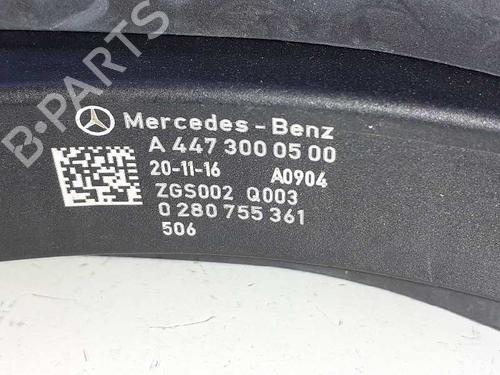 B-PARTS
Mercedes-Benz
A 447 300 05 00
20-11-16 A0904
ZGS002 Q003
0 280 755 361
506